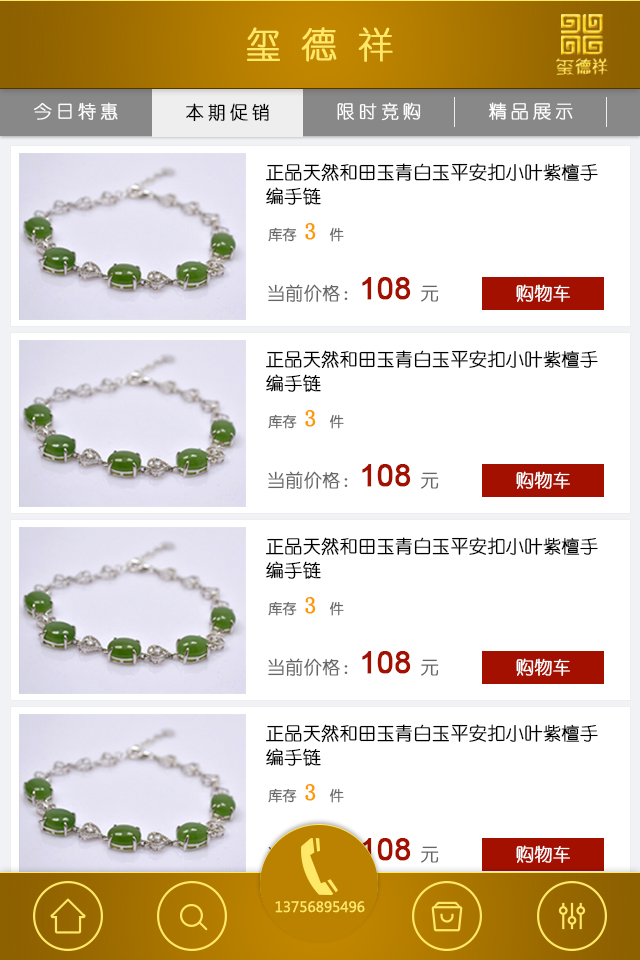 玺德祥
玺德祥
今日特惠
本期促销
限时竞购
精品展示
正品天然和田玉青白玉平安扣小叶紫檀手
编手链
库存 3 件
当前价格：108 元
购物车
正品天然和田玉青白玉平安扣小叶紫檀手
编手链
库存 3 件
当前价格：108 元
购物车
正品天然和田玉青白玉平安扣小叶紫檀手
编手链
库存 3 件
当前价格：108 元
购物车
正品天然和田玉青白玉平安扣小叶紫檀手
编手链
库存 3 件
108 元
购物车
13756895496